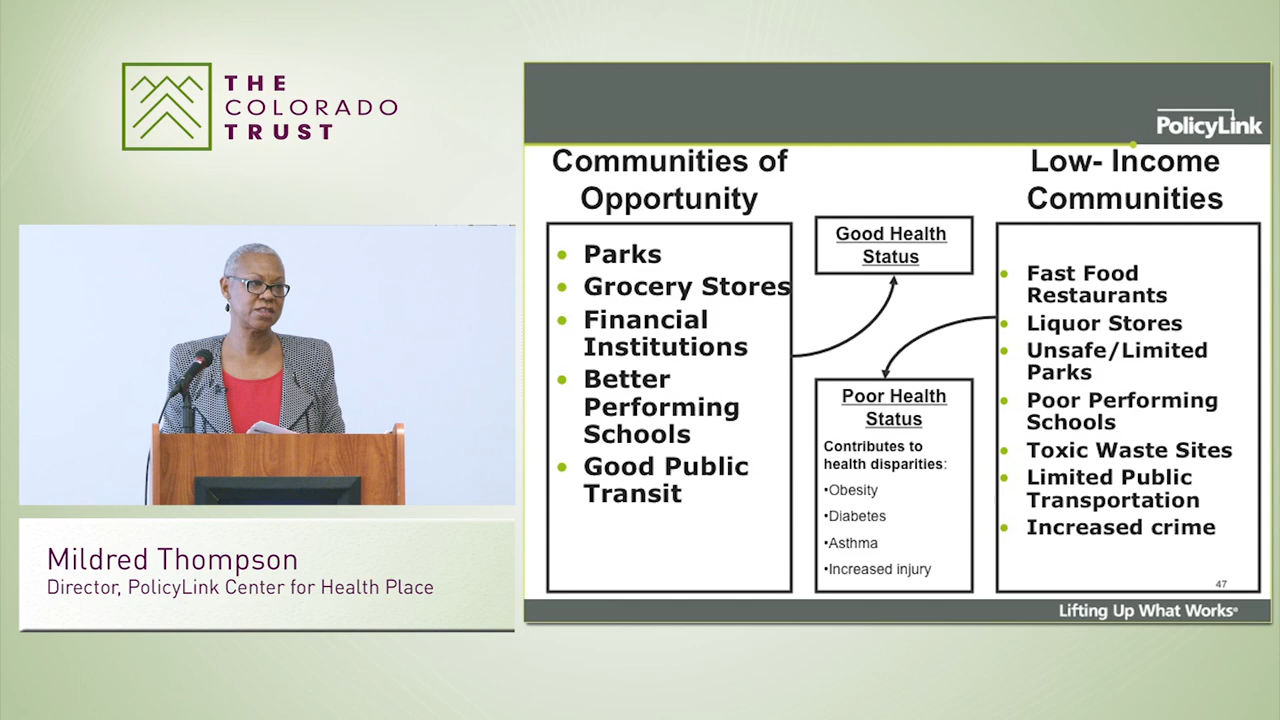 THE
COLORADO
TRUST
Mildred Thompson
Director, PolicyLink Center for Health Place
PolicyLink
Communities of
Opportunity
• Parks
• Grocery Stores
• Financial
Institutions
• Better
Performing
Schools
• Good Public
Transit
Good Health
Status
Poor Health
Status
Contributes to
health disparities:
•Obesity
•Diabetes
•Asthma
•Increased injury
Low- Income
Communities
• Fast Food
Restaurants
• Liquor Stores
• Unsafe/Limited
Parks
• Poor Performing
Schools
• Toxic Waste Sites
• Limited Public
Transportation
• Increased crime
47
Lifting Up What Works®